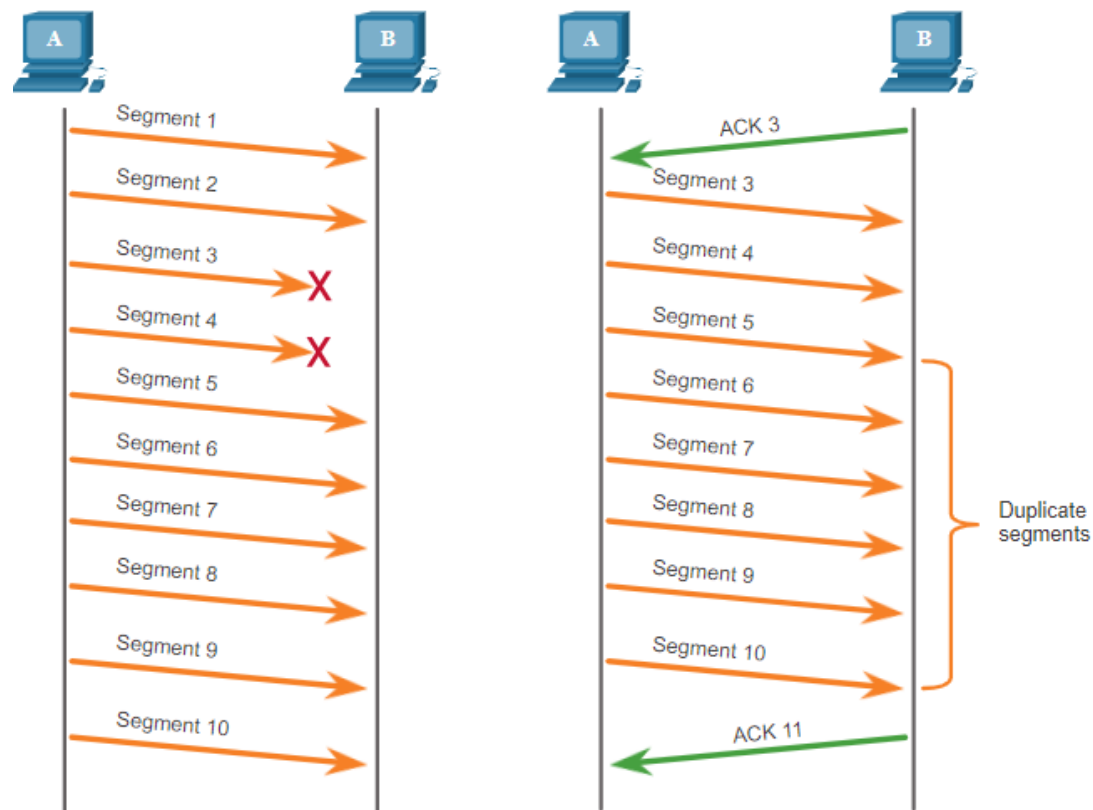 A
B
Segment 1
Segment 2
Segment 3
X
Segment 4
X
Segment 5
Segment 6
Segment 7
Segment 8
Segment 9
Segment 10
A
B
ACK 3
Segment 3
Segment 4
Segment 5
Segment 6
Segment 7
Segment 8
Segment 9
Segment 10
Duplicate
segments
ACK 11